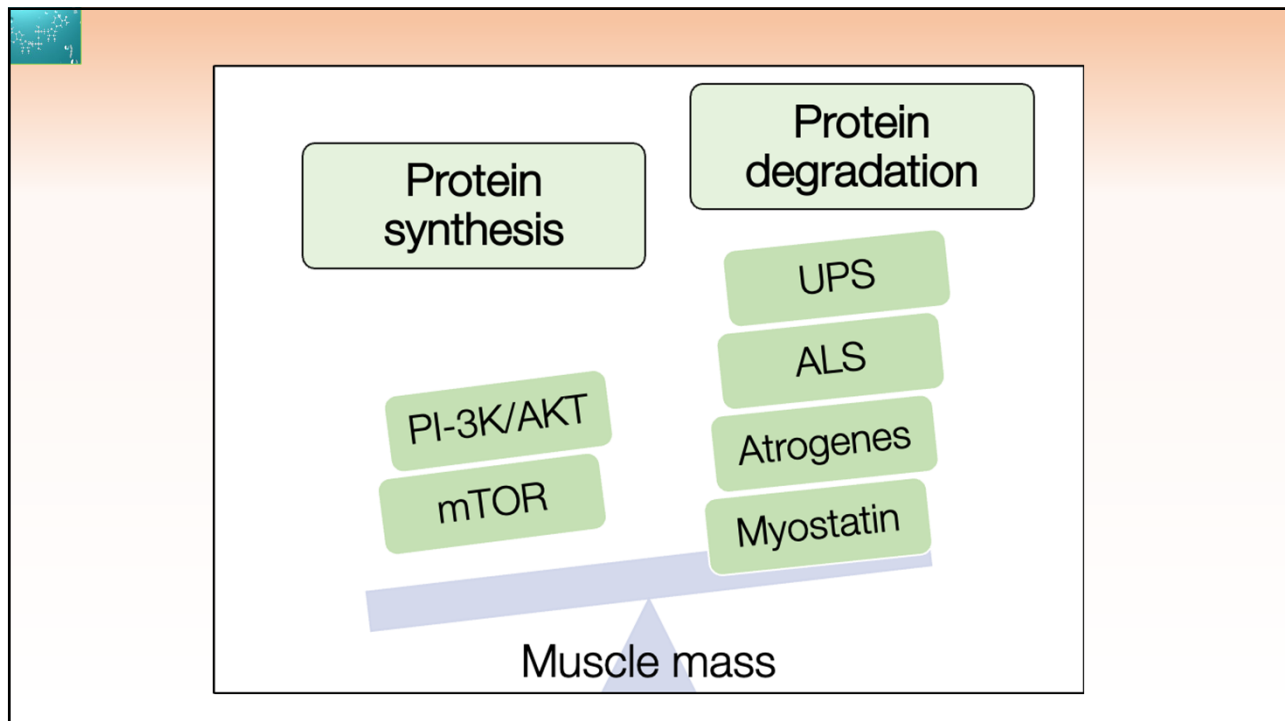 Protein
synthesis
Protein
degradation
PI-3K/AKT
mTOR
UPS
ALS
Atrogenes
Myostatin
Muscle mass